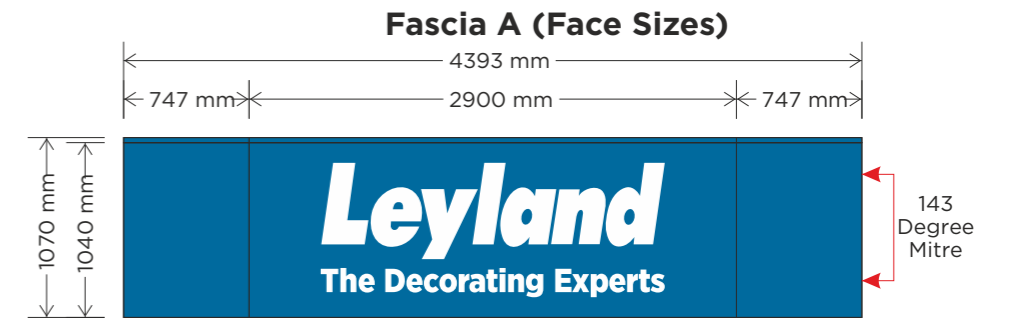 Fascia A (Face Sizes)
4393 mm
747 mm
2900 mm
747 mm
1070 mm
1040 mm
Leyland
The Decorating Experts
143
Degree
Mitre